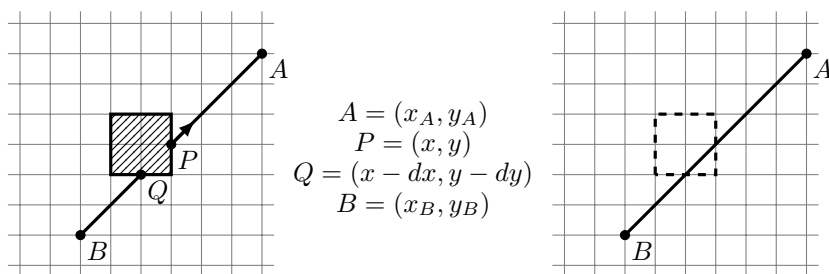 A
P
Q
B
$A = (x_A, y_A)$
$P = (x, y)$
$Q = (x - dx, y - dy)$
$B = (x_B, y_B)$
A
B